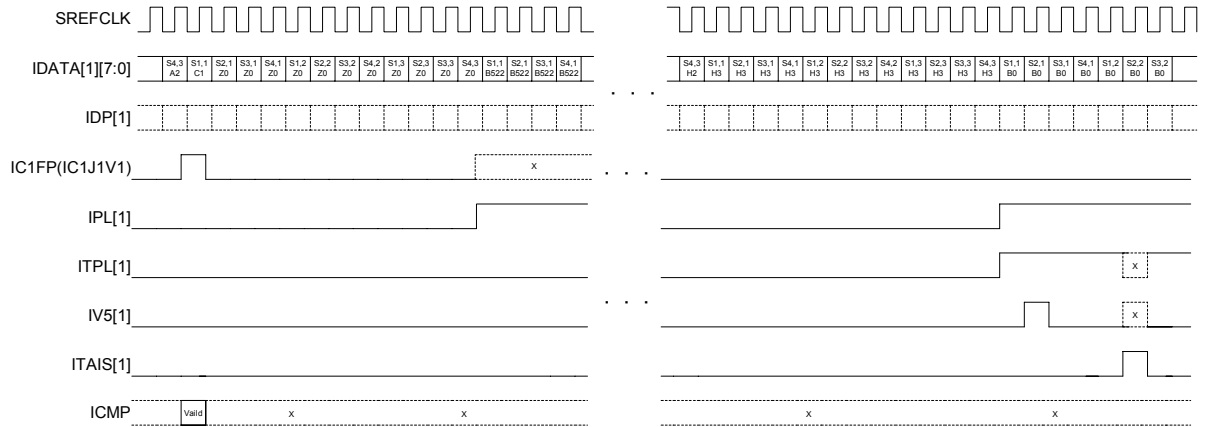 SREFCLK
S4,3 S1,1 S2,1 S3,1 S4,1 S1,2 S2,2 S3,2 S4,2 S1,3 S2,3 S3,3 S4,3 S1,1 S2,1 S3,1 S4,1 S4,3 S1,1 S2,1 S3,1 S4,1 S1,2 S2,2 S3,2 S4,2 S1,3 S2,3 S3,3 S4,3 S1,1 S2,1 S3,1 S4,1 S1,2 S2,2 S3,2
IDATA[1][7:0] A2 C1 Z0 Z0 Z0 Z0 Z0 Z0 Z0 Z0 Z0 Z0 Z0 B522 B522 B522 B522 H2 H3 H3 H3 H3 H3 H3 H3 H3 H3 H3 H3 H3 B0 B0 B0 B0 B0 B0 B0
. . .
IDP[1]
IC1FP(IC1J1V1) x . . .
IPL[1]
ITPL[1] x
. . .
IV5[1] x
ITAIS[1]
ICMP Vaild x x x x